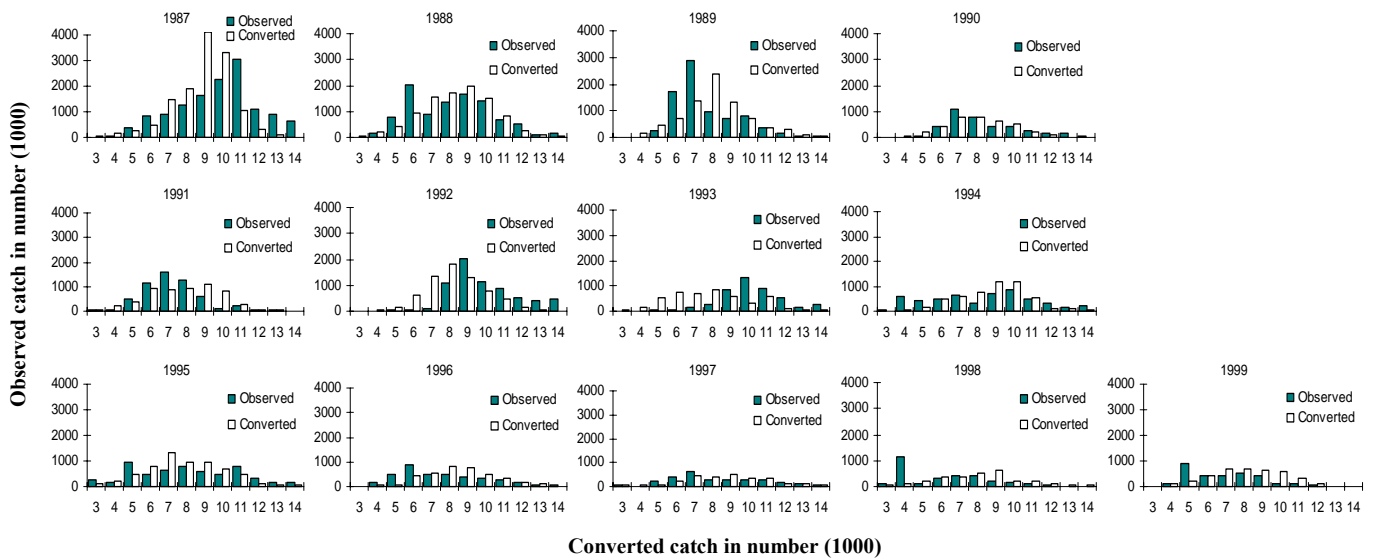 1987
Observed
Converted
4000
3000
2000
1000
0
3 4 5 6 7 8 9 10 11 12 13 14
1988
Observed
Converted
4000
3000
2000
1000
0
3 4 5 6 7 8 9 10 11 12 13 14
1989
Observed
Converted
4000
3000
2000
1000
0
3 4 5 6 7 8 9 10 11 12 13 14
1990
Observed
Converted
4000
3000
2000
1000
0
3 4 5 6 7 8 9 10 11 12 13 14
1991
Observed
Converted
4000
3000
2000
1000
0
3 4 5 6 7 8 9 10 11 12 13 14
1992
Observed
Converted
4000
3000
2000
1000
0
3 4 5 6 7 8 9 10 11 12 13 14
1993
Observed
Converted
4000
3000
2000
1000
0
3 4 5 6 7 8 9 10 11 12 13 14
1994
Observed
Converted
4000
3000
2000
1000
0
3 4 5 6 7 8 9 10 11 12 13 14
1995
Observed
Converted
4000
3000
2000
1000
0
3 4 5 6 7 8 9 10 11 12 13 14
1996
Observed
Converted
4000
3000
2000
1000
0
3 4 5 6 7 8 9 10 11 12 13 14
1997
Observed
Converted
4000
3000
2000
1000
0
3 4 5 6 7 8 9 10 11 12 13 14
1998
Observed
Converted
4000
3000
2000
1000
0
3 4 5 6 7 8 9 10 11 12 13 14
1999
Observed
Converted
4000
3000
2000
1000
0
3 4 5 6 7 8 9 10 11 12 13 14
Observed catch in number (1000)
Converted catch in number (1000)